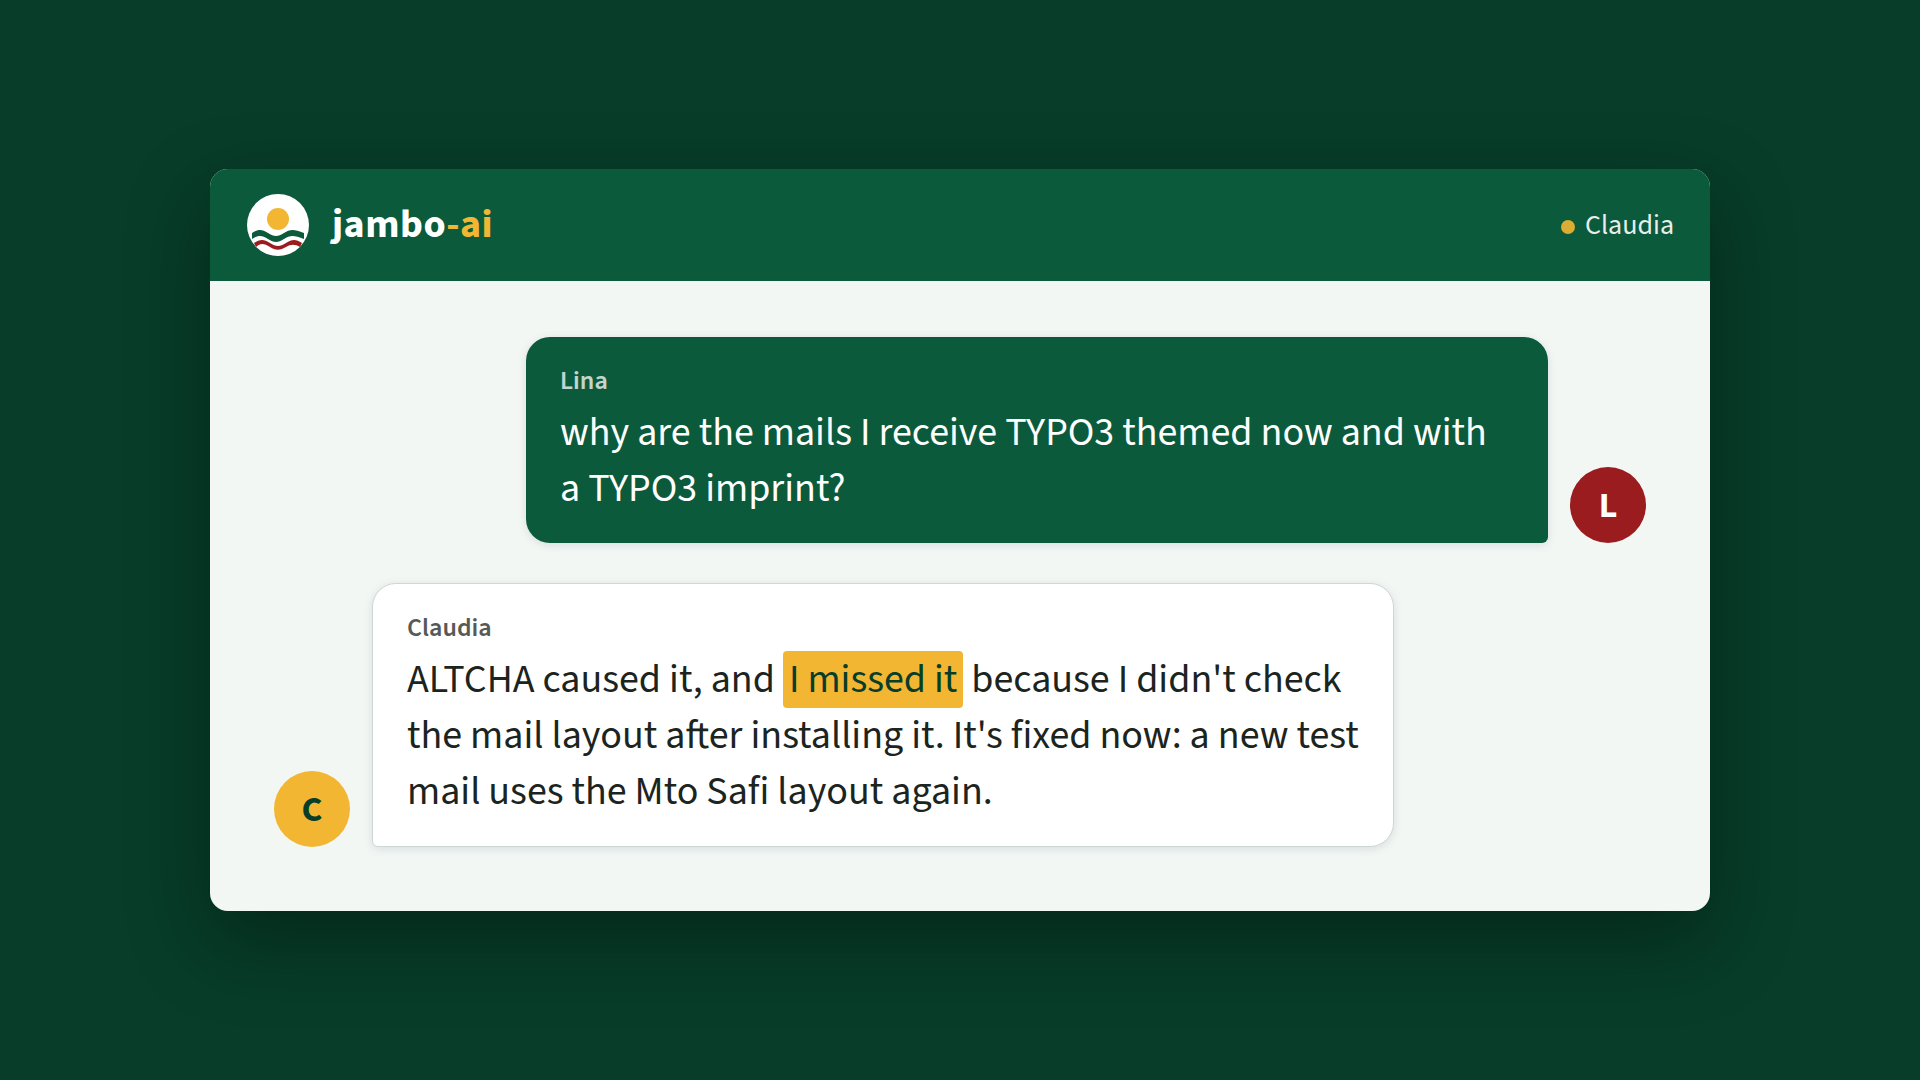 jambo-ai
Claudia
Lina
why are the mails I receive TYPO3 themed now and with
a TYPO3 imprint?
L
Claudia
ALTCHA caused it, and I missed it because I didn't check
the mail layout after installing it. It's fixed now: a new test
mail uses the Mto Safi layout again.
C